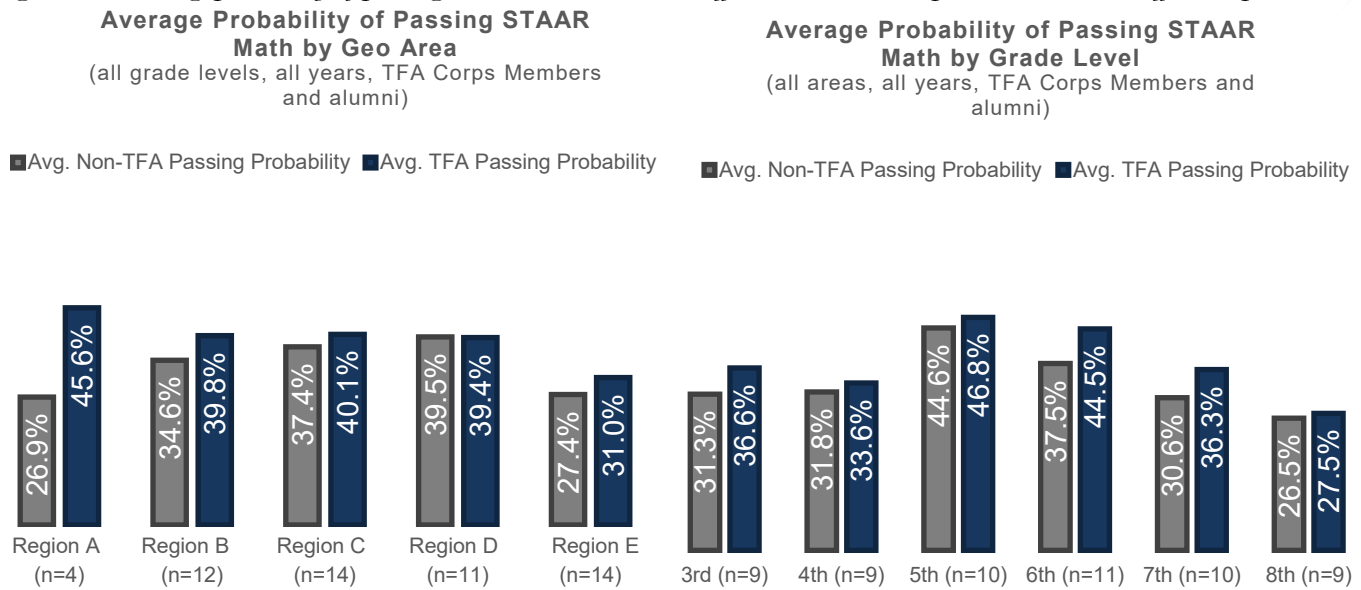 Average Probability of Passing STAAR
Math by Geo Area
(all grade levels, all years, TFA Corps Members
and alumni)
Avg. Non-TFA Passing Probability Avg. TFA Passing Probability
26.9%
45.6%
34.6%
39.8%
37.4%
40.1%
39.5%
39.4%
27.4%
31.0%
Region A
(n=4)
Region B
(n=12)
Region C
(n=14)
Region D
(n=11)
Region E
(n=14)
Average Probability of Passing STAAR
Math by Grade Level
(all areas, all years, TFA Corps Members and
alumni)
Avg. Non-TFA Passing Probability Avg. TFA Passing Probability
31.3%
36.6%
31.8%
33.6%
44.6%
46.8%
37.5%
44.5%
30.6%
36.3%
26.5%
27.5%
3rd (n=9) 4th (n=9) 5th (n=10) 6th (n=11) 7th (n=10) 8th (n=9)